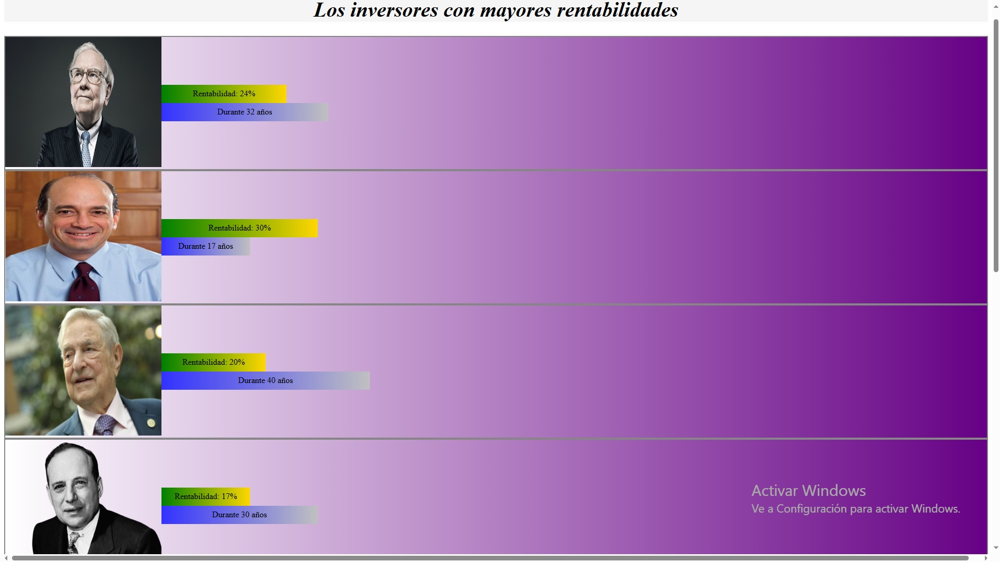 Los inversores con mayores rentabilidades
Rentabilidad: 24%
Durante 32 años
Rentabilidad: 30%
Durante 17 años
Rentabilidad: 20%
Durante 40 años
Rentabilidad: 17%
Durante 30 años
Activar Windows
Ve a Configuración para activar Windows.